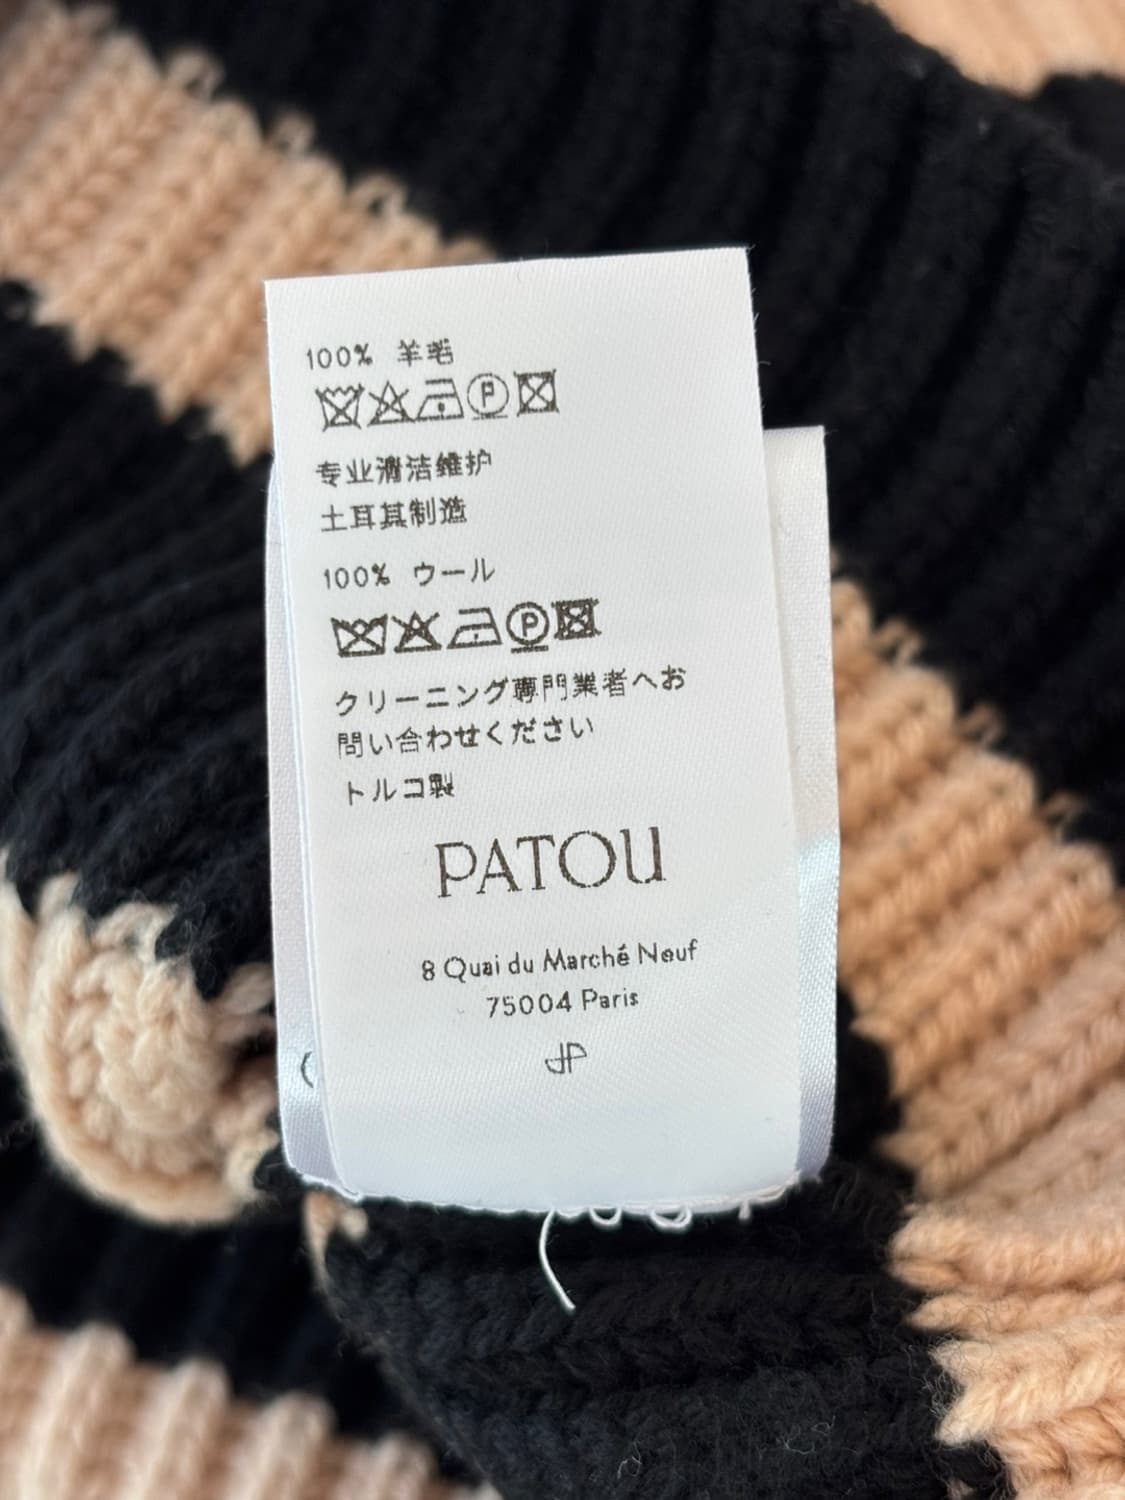 100% 羊毛
专业清洁维护
土耳其制造
100% ウール
クリーニング専門業者へお
問い合わせください
トルコ製
PATOU
8 Quai du Marché Neuf
75004 Paris
JP